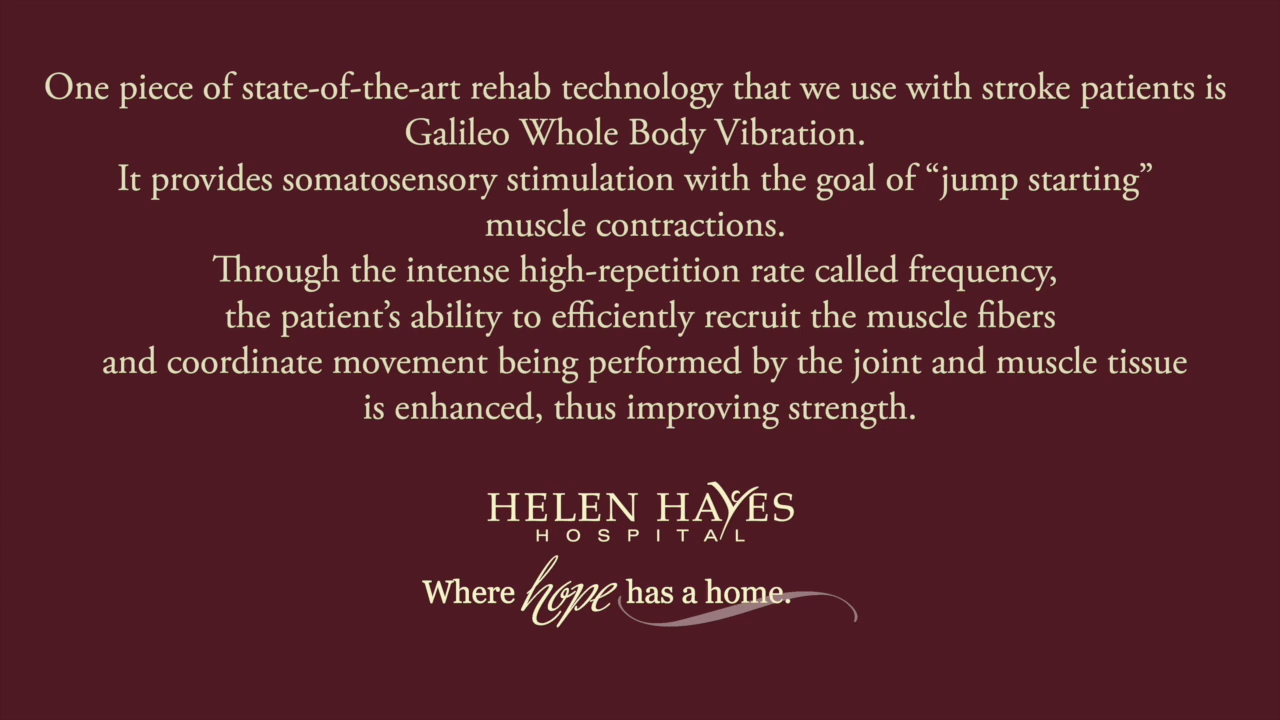 One piece of state-of-the-art rehab technology that we use with stroke patients is
Galileo Whole Body Vibration.
It provides somatosensory stimulation with the goal of “jump starting”
muscle contractions.
Through the intense high-repetition rate called frequency,
the patient’s ability to efficiently recruit the muscle fibers
and coordinate movement being performed by the joint and muscle tissue
is enhanced, thus improving strength.
HELEN HAYES
HOSPITAL
Where hope has a home.